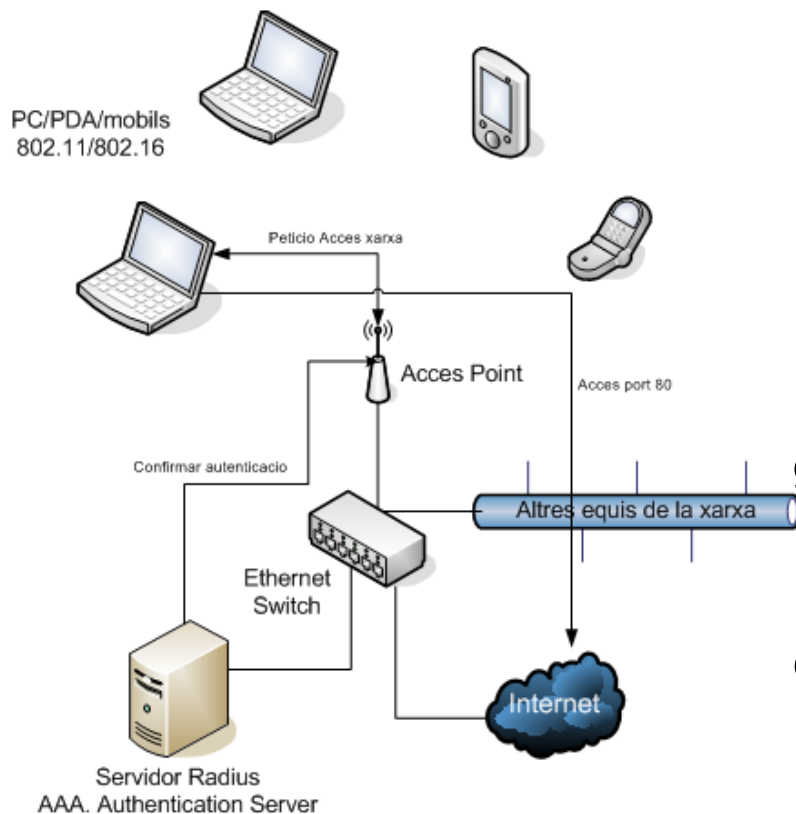 PC/PDA/mobils
802.11/802.16
Peticio Acces xarxa
Acces Point
Acces port 80
Confirmar autenticacio
Altres equis de la xarxa
Ethernet
Switch
Internet
Servidor Radius
AAA. Authentication Server